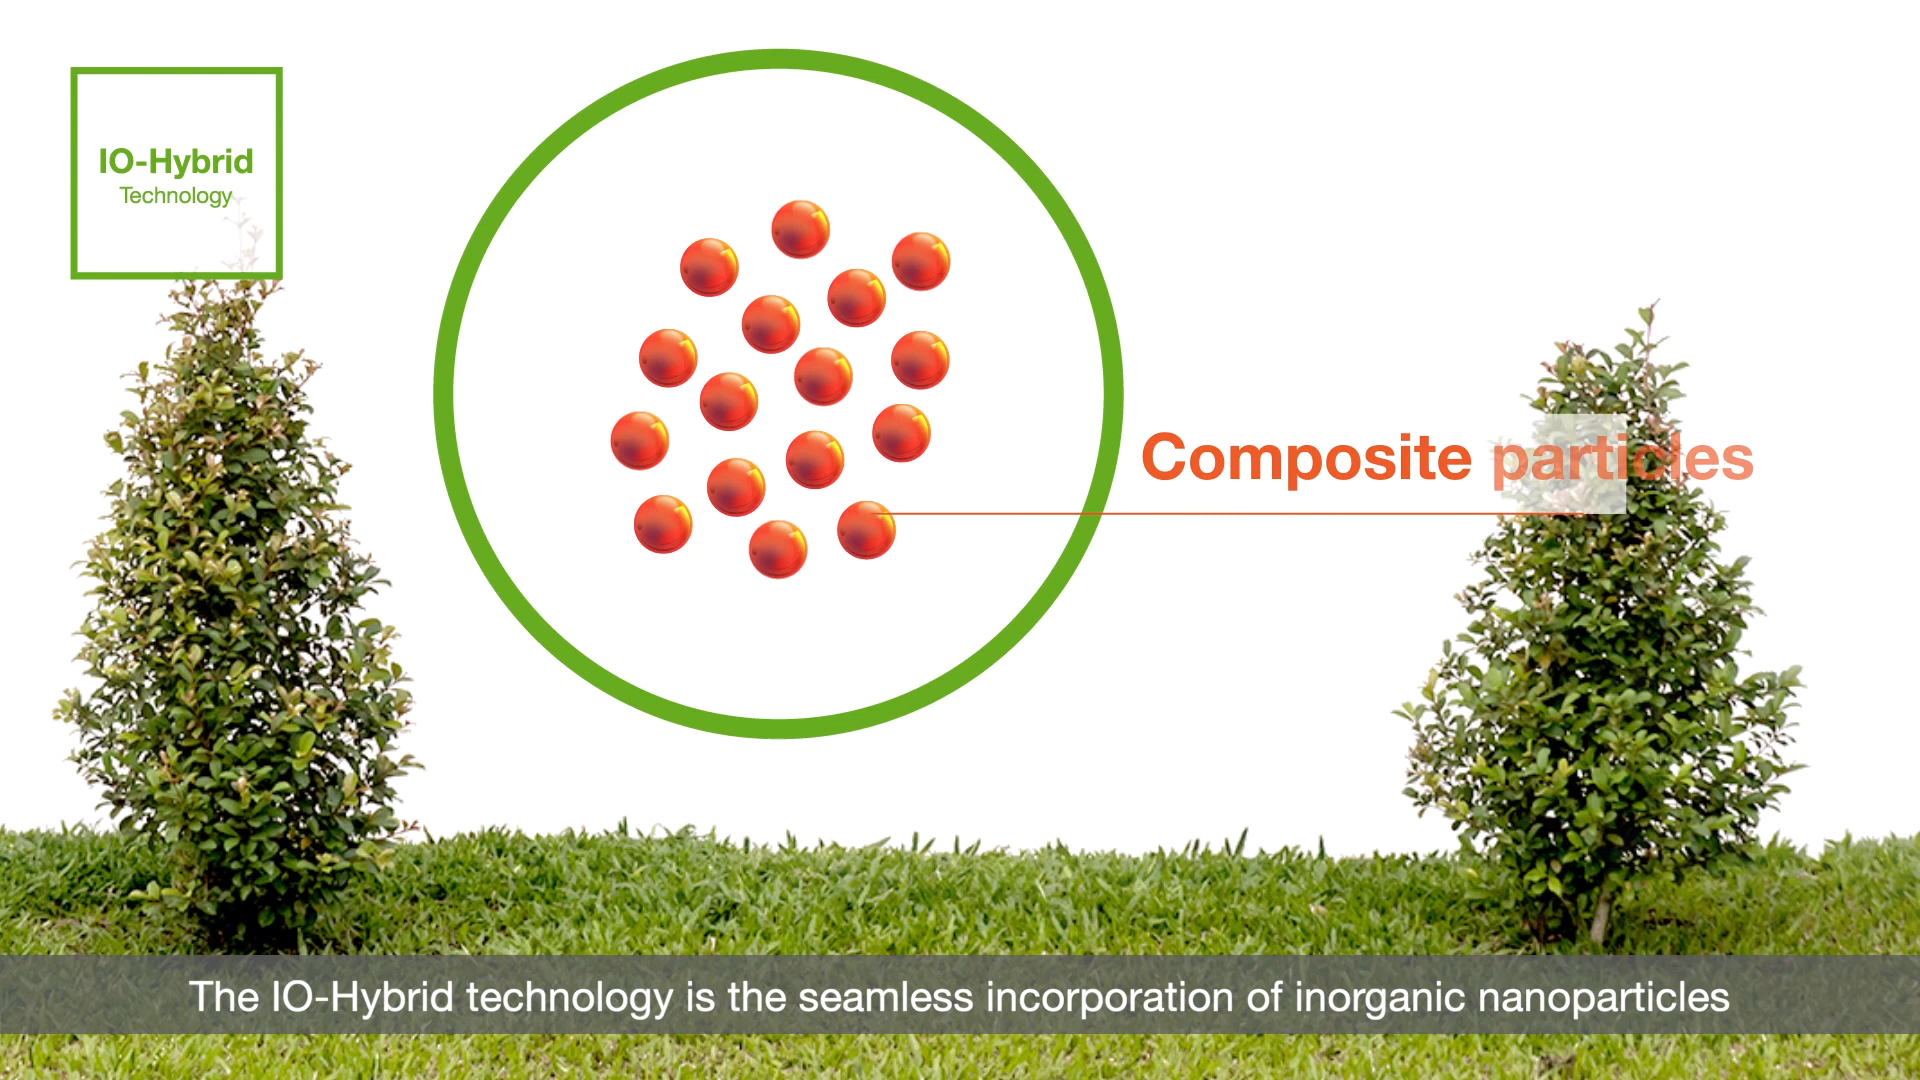 IO-Hybrid
Technology
Composite particles
The IO-Hybrid technology is the seamless incorporation of inorganic nanoparticles